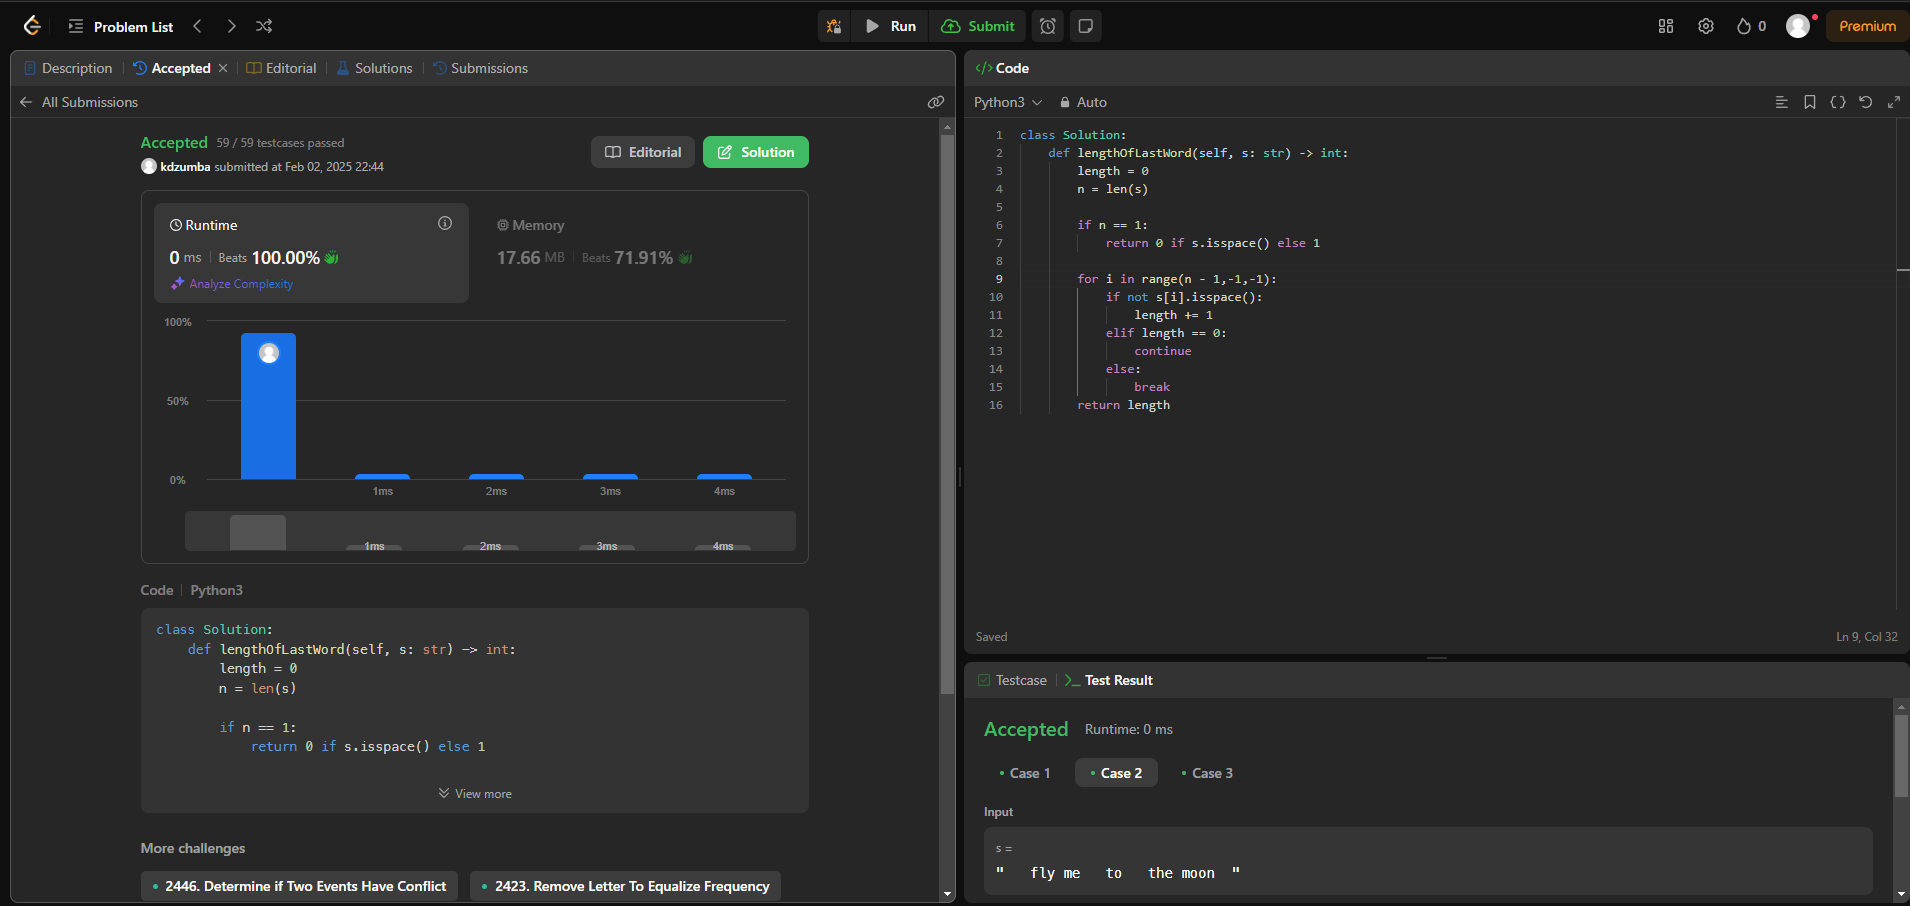 Problem List
Run
Submit
0
Premium
Description
Accepted
Editorial
Solutions
Submissions
All Submissions
Accepted 59 / 59 testcases passed
kdzumba submitted at Feb 02, 2025 22:44
Editorial
Solution
Runtime
0 ms Beats 100.00%
Analyze Complexity
Memory
17.66 MB Beats 71.91%
100%
50%
0%
1ms 2ms 3ms 4ms
1ms 2ms 3ms 4ms
Code Python3
class Solution:
    def lengthOfLastWord(self, s: str) -> int:
        length = 0
        n = len(s)
        if n == 1:
            return 0 if s.isspace() else 1
View more
More challenges
2446. Determine if Two Events Have Conflict
2423. Remove Letter To Equalize Frequency
</> Code
Python3
Auto
1 class Solution:
2     def lengthOfLastWord(self, s: str) -> int:
3         length = 0
4         n = len(s)
5
6         if n == 1:
7             return 0 if s.isspace() else 1
8
9         for i in range(n - 1,-1,-1):
10             if not s[i].isspace():
11                 length += 1
12             elif length == 0:
13                 continue
14             else:
15                 break
16         return length
Saved
Ln 9, Col 32
Testcase
>_ Test Result
Accepted Runtime: 0 ms
Case 1
Case 2
Case 3
Input
s =
"   fly me   to   the moon  "